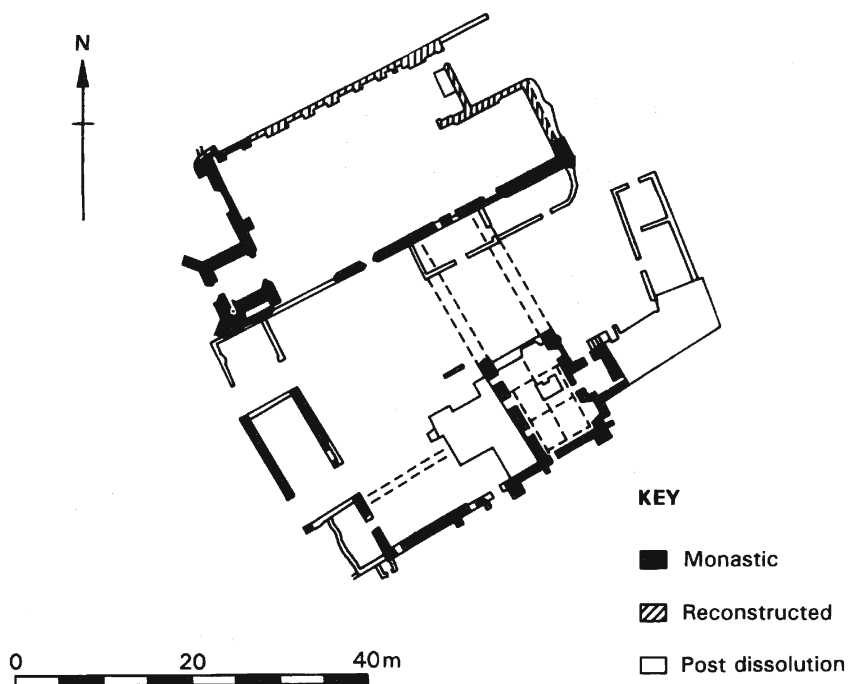 N
KEY
Monastic
Reconstructed
Post dissolution
0 20 40m